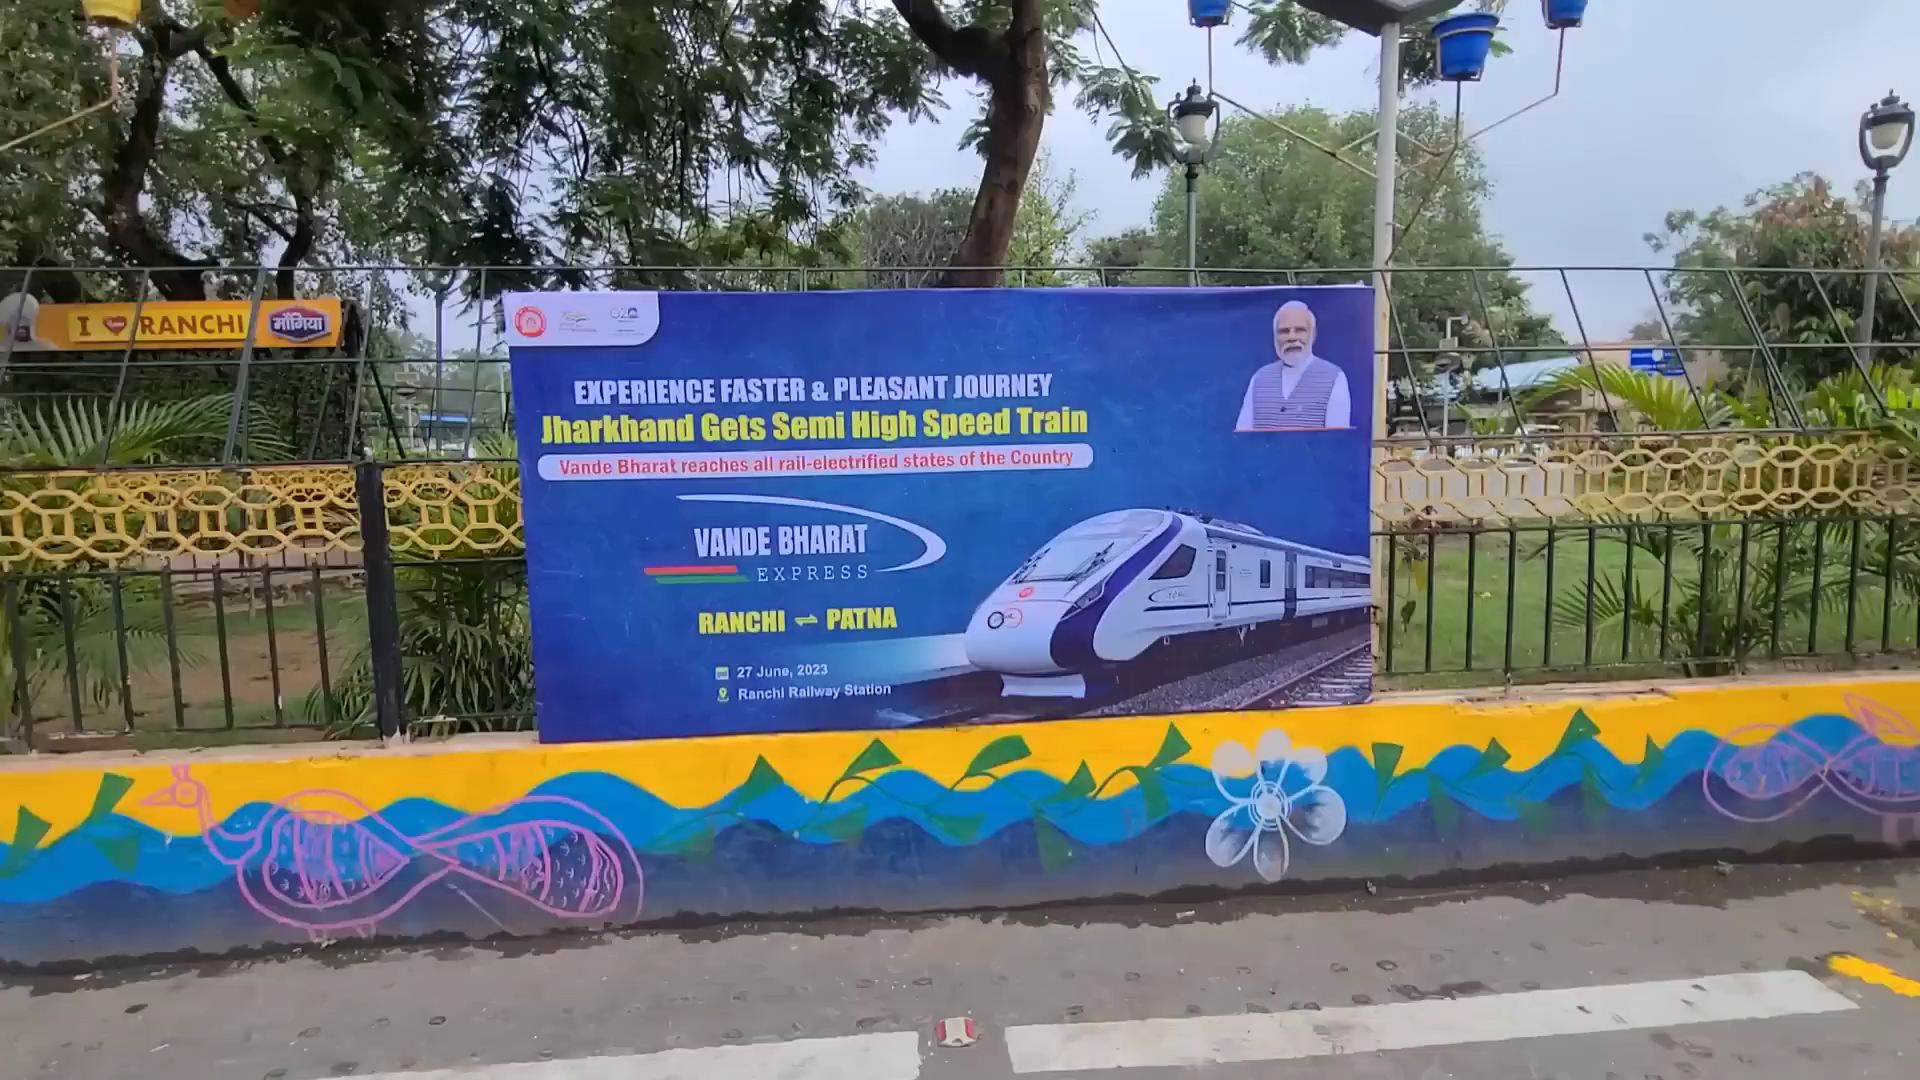 I RANCHI
मोंगिया
G20
EXPERIENCE FASTER & PLEASANT JOURNEY
Jharkhand Gets Semi High Speed Train
Vande Bharat reaches all rail-electrified states of the Country
VANDE BHARAT
EXPRESS
RANCHI ⇌ PATNA
27 June, 2023
Ranchi Railway Station